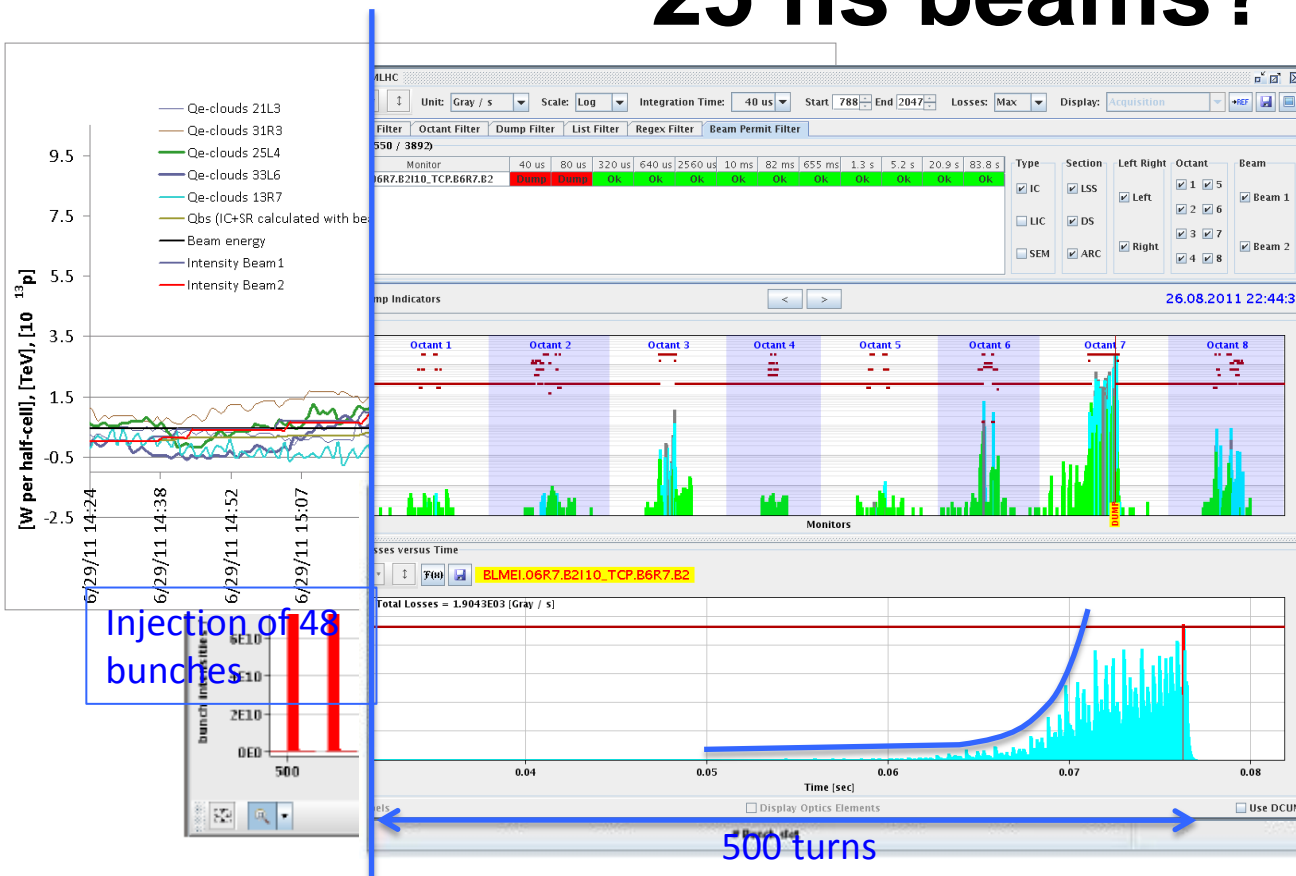 25 ns beams?
MLHC
Unit: Gray / s Scale: Log Integration Time: 40 us Start 788 End 2047 Losses: Max Display: Acquisition →REF
Filter Octant Filter Dump Filter List Filter Regex Filter Beam Permit Filter
550 / 3892)
Monitor 40 us 80 us 320 us 640 us 2560 us 10 ms 82 ms 655 ms 1.3 s 5.2 s 20.9 s 83.8 s
06R7.B2I10_TCP.B6R7.B2 Dump Dump Ok Ok Ok Ok Ok Ok Ok Ok Ok Ok
Type Section Left Right Octant Beam
IC LSS Left 1 5 Beam 1
LIC DS 2 6
SEM ARC Right 3 7 Beam 2
4 8
Qe-clouds 21L3
Qe-clouds 31R3
Qe-clouds 25L4
Qe-clouds 33L6
Qe-clouds 13R7
Qbs (IC+SR calculated with bea
Beam energy
Intensity Beam1
Intensity Beam2
[W per half-cell], [TeV], [10 13p]
9.5
7.5
5.5
3.5
1.5
-0.5
-2.5
6/29/11 14:24
6/29/11 14:38
6/29/11 14:52
6/29/11 15:07
mp Indicators < > 26.08.2011 22:44:3
Octant 1 Octant 2 Octant 3 Octant 4 Octant 5 Octant 6 Octant 7 Octant 8
DUMP
Monitors
sses versus Time
F(x) BLMEI.06R7.B2I10_TCP.B6R7.B2
Total Losses = 1.9043E03 [Gray / s]
Injection of 48
bunches
bunch intensities
6E10
4E10
2E10
0E0
500
0.04 0.05 0.06 0.07 0.08
Time [sec]
els Display Optics Elements Use DCUM
500 turns